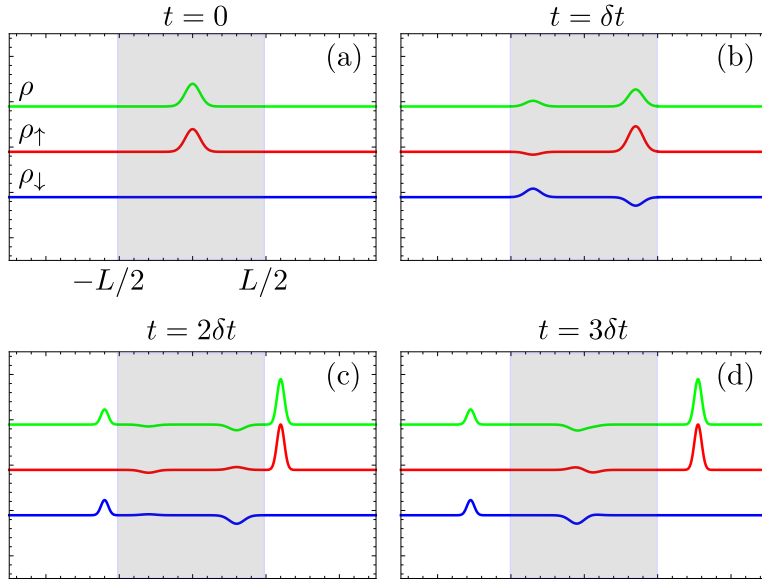 t = 0
t = δt
(a)
(b)
ρ
ρ↑
ρ↓
−L/2
L/2
t = 2δt
t = 3δt
(c)
(d)